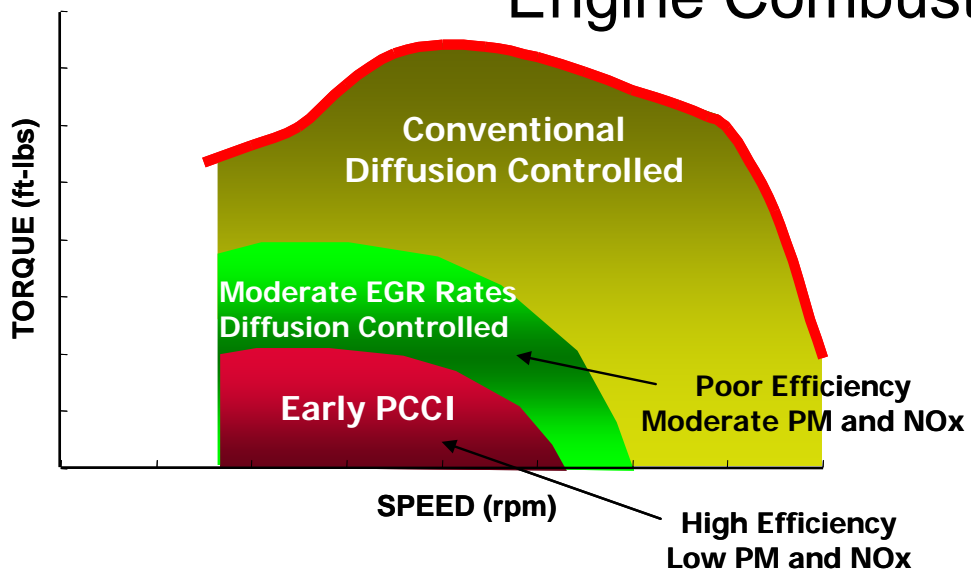 Engine
TORQUE (ft-lbs)
Conventional
Diffusion Controlled
Moderate EGR Rates
Diffusion Controlled
Early PCCI
Poor Efficiency
Moderate PM and NOx
SPEED (rpm)
High Efficiency
Low PM and NOx